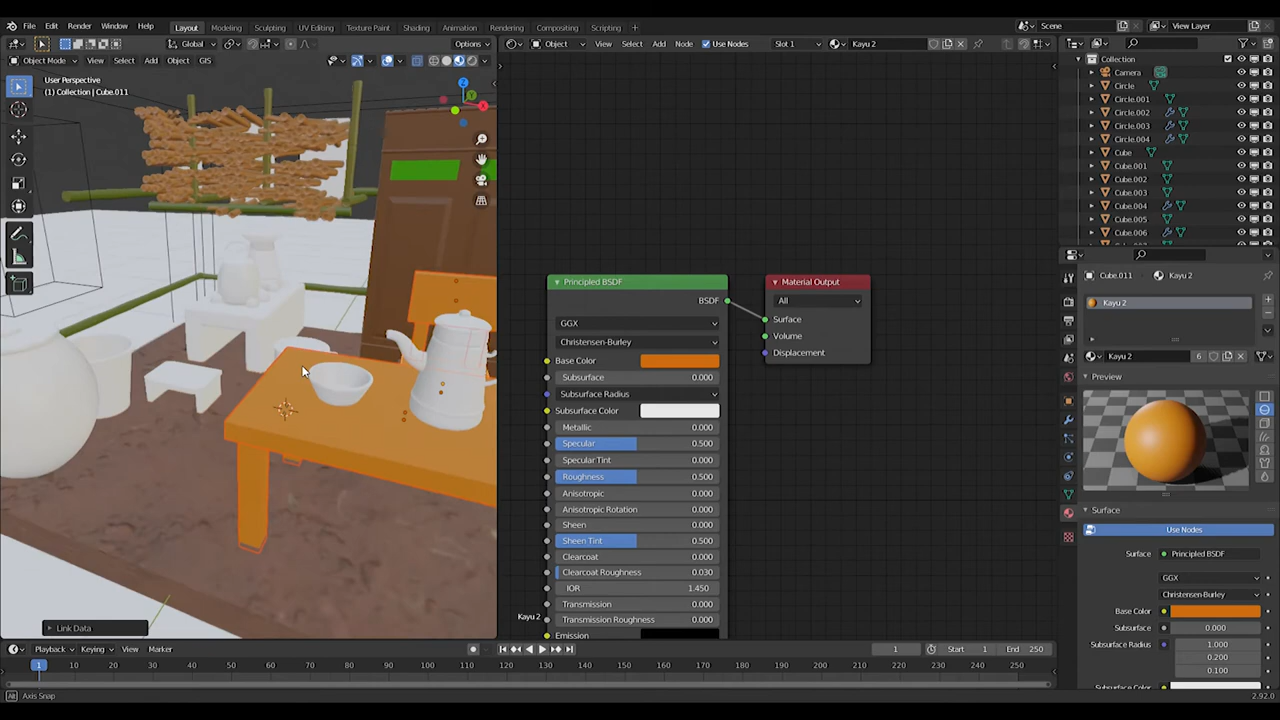 File Edit Render Window Help Layout Modeling Sculpting UV Editing Texture Paint Shading Animation Rendering Compositing Scripting Scene View Layer
Global Options
Object View Select Add Node Use Nodes Slot 1 Kayu 2
Object Mode View Select Add Object GIS
User Perspective
(1) Collection | Cube.011
Collection
Camera
Circle
Circle.001
Circle.002
Circle.003
Circle.004
Cube
Cube.001
Cube.002
Cube.003
Cube.004
Cube.005
Cube.006
Principled BSDF
BSDF
GGX
Christensen-Burley
Base Color
Subsurface 0.000
Subsurface Radius
Subsurface Color
Metallic 0.000
Specular 0.500
Specular Tint 0.000
Roughness 0.500
Anisotropic 0.000
Anisotropic Rotation 0.000
Sheen 0.000
Sheen Tint 0.500
Clearcoat 0.000
Clearcoat Roughness 0.030
IOR 1.450
Transmission 0.000
Transmission Roughness 0.000
Emission
Kayu 2
Material Output
All
Surface
Volume
Displacement
Cube.011 Kayu 2
Kayu 2
Kayu 2 6
Preview
Surface
Use Nodes
Surface Principled BSDF
GGX
Christensen-Burley
Base Color
Subsurface 0.000
Subsurface Radius 1.000
0.200
0.100
Link Data
Playback Keying View Marker 1 Start 1 End 250
1 10 20 30 40 50 60 70 80 90 100 110 120 130 140 150 160 170 180 190 200 210 220 230 240 250
Axis Snap 2.92.0